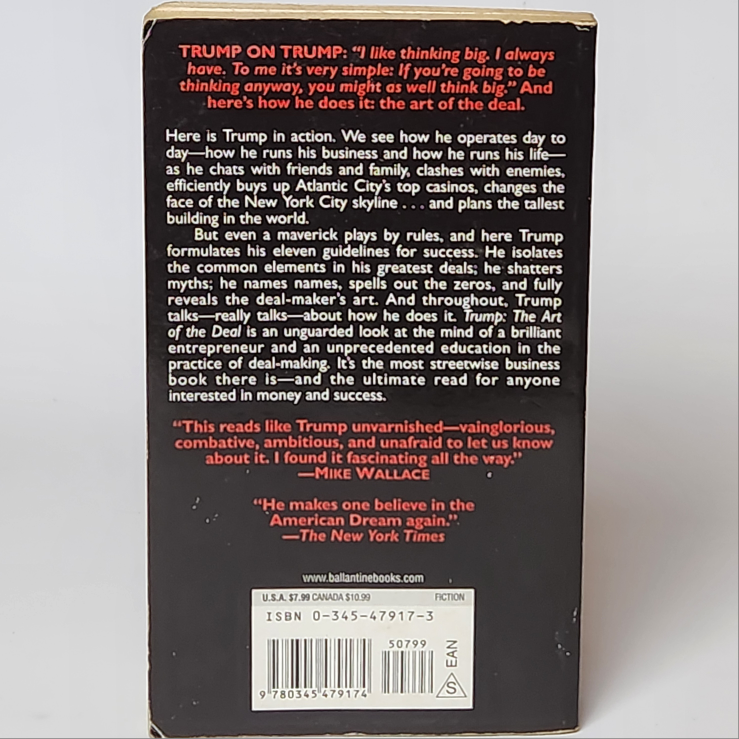 TRUMP ON TRUMP: "I like thinking big. I always
have. To me it's very simple: If you're going to be
thinking anyway, you might as well think big." And
here's how he does it: the art of the deal.
Here is Trump in action. We see how he operates day to
day—how he runs his business and how he runs his life—
as he chats with friends and family, clashes with enemies,
efficiently buys up Atlantic City's top casinos, changes the
face of the New York City skyline . . . and plans the tallest
building in the world.
But even a maverick plays by rules, and here Trump
formulates his eleven guidelines for success. He isolates
the common elements in his greatest deals; he shatters
myths; he names names, spells out the zeros, and fully
reveals the deal-maker's art. And throughout, Trump
talks—really talks—about how he does it. Trump: The Art
of the Deal is an unguarded look at the mind of a brilliant
entrepreneur and an unprecedented education in the
practice of deal-making. It's the most streetwise business
book there is—and the ultimate read for anyone
interested in money and success.
"This reads like Trump unvarnished—vainglorious,
combative, ambitious, and unafraid to let us know
about it. I found it fascinating all the way."
—MIKE WALLACE
"He makes one believe in the
American Dream again."
—The New York Times
www.ballantinebooks.com
U.S.A. $7.99 CANADA $10.99 FICTION
ISBN 0-345-47917-3
50799
EAN
S
9 780345 479174